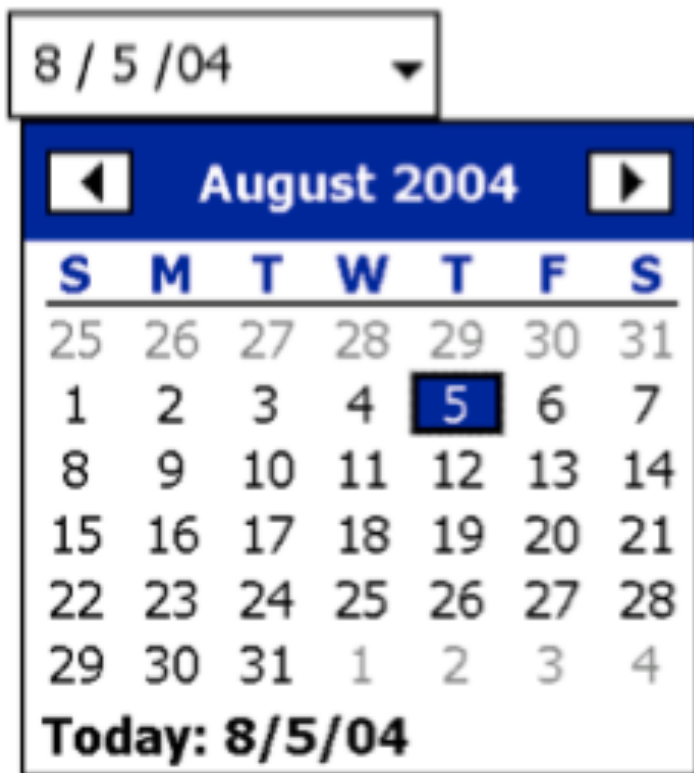 8 / 5 /04
August 2004
S M T W T F S
25 26 27 28 29 30 31
1 2 3 4 5 6 7
8 9 10 11 12 13 14
15 16 17 18 19 20 21
22 23 24 25 26 27 28
29 30 31 1 2 3 4
Today: 8/5/04